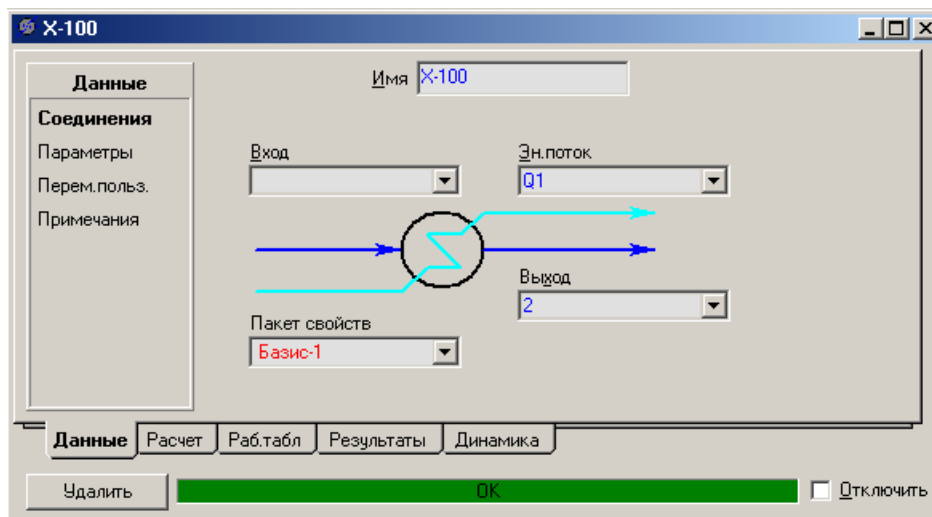 X-100
Данные
Соединения
Параметры
Перем.польз.
Примечания
Имя X-100
Вход
Эн.поток
Q1
Выход
2
Пакет свойств
Базис-1
Данные Расчет Раб.табл Результаты Динамика
Удалить OK Отключить